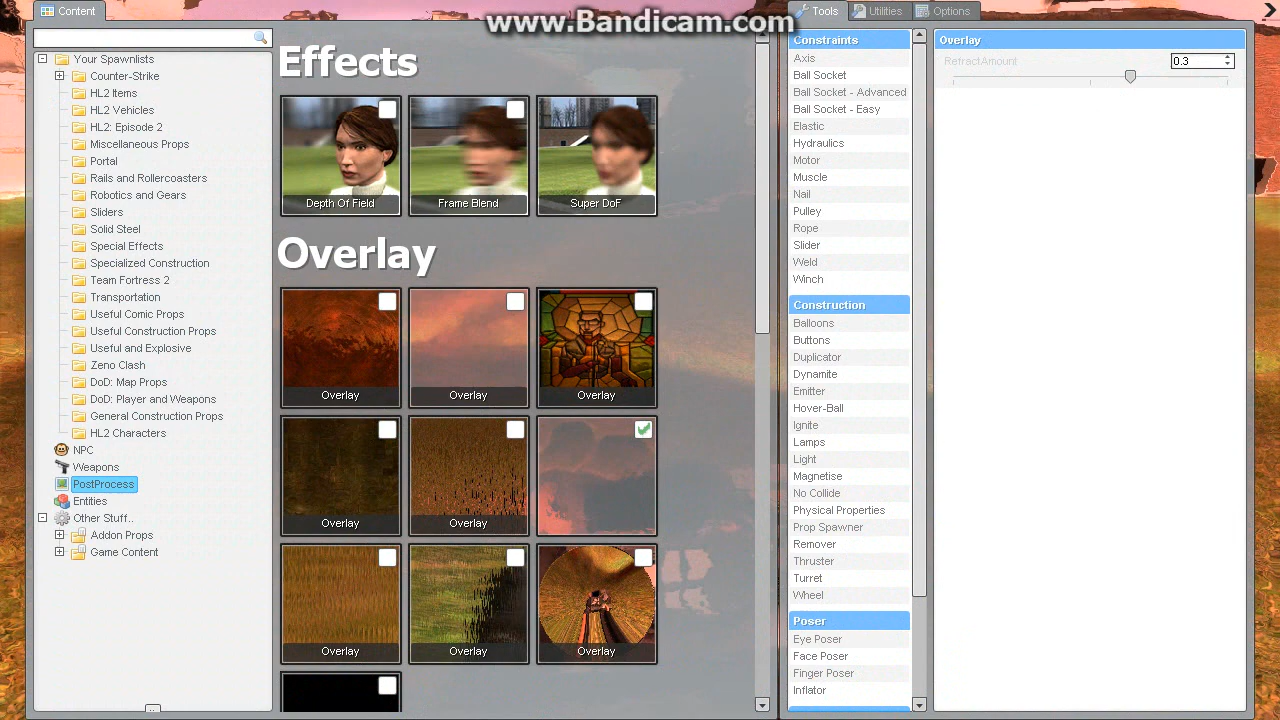 www.Bandicam.com
Content
Tools
Utilities
Options
Your Spawnlists
Counter-Strike
HL2 Items
HL2 Vehicles
HL2: Episode 2
Miscellaneous Props
Portal
Rails and Rollercoasters
Robotics and Gears
Sliders
Solid Steel
Special Effects
Specialized Construction
Team Fortress 2
Transportation
Useful Comic Props
Useful Construction Props
Useful and Explosive
Zeno Clash
DoD: Map Props
DoD: Player and Weapons
General Construction Props
HL2 Characters
NPC
Weapons
PostProcess
Entities
Other Stuff..
Addon Props
Game Content
Effects
Depth Of Field
Frame Blend
Super DoF
Overlay
Overlay
Overlay
Overlay
Overlay
Overlay
Overlay
Overlay
Overlay
Constraints
Axis
Ball Socket
Ball Socket - Advanced
Ball Socket - Easy
Elastic
Hydraulics
Motor
Muscle
Nail
Pulley
Rope
Slider
Weld
Winch
Construction
Balloons
Buttons
Duplicator
Dynamite
Emitter
Hover-Ball
Ignite
Lamps
Light
Magnetise
No Collide
Physical Properties
Prop Spawner
Remover
Thruster
Turret
Wheel
Poser
Eye Poser
Face Poser
Finger Poser
Inflator
Overlay
RefractAmount
0.3